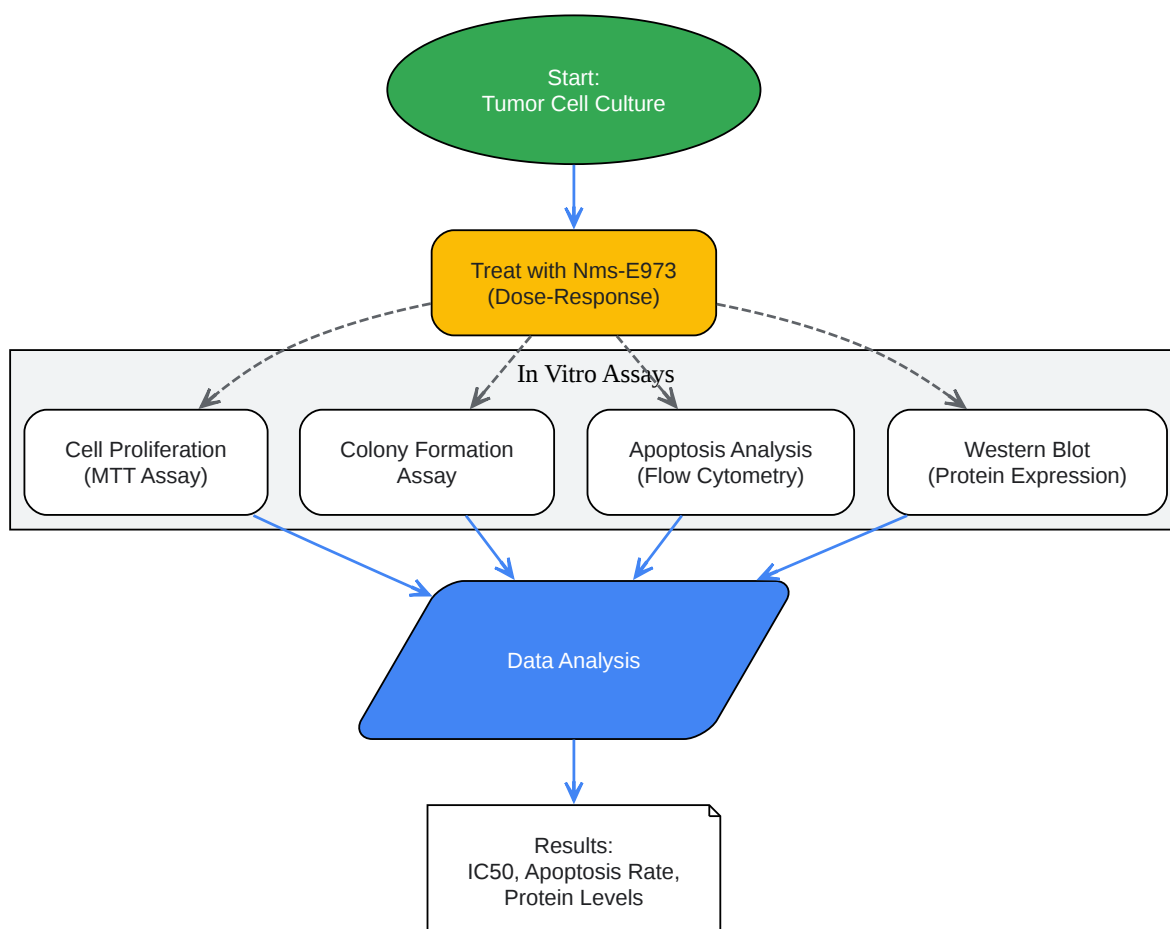 Start:
Tumor Cell Culture
Treat with Nms-E973
(Dose-Response)
In Vitro Assays
Cell Proliferation
(MTT Assay)
Colony Formation
Assay
Apoptosis Analysis
(Flow Cytometry)
Western Blot
(Protein Expression)
Data Analysis
Results:
IC50, Apoptosis Rate,
Protein Levels